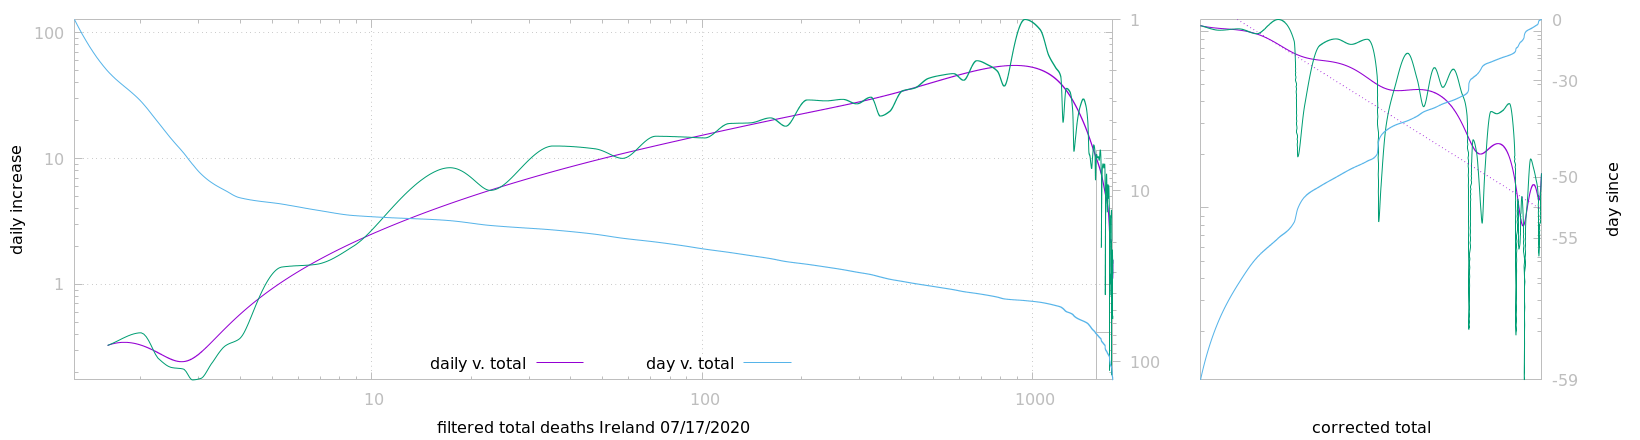 100
10
1
daily increase
daily v. total
day v. total
10
100
1000
filtered total deaths Ireland 07/17/2020
1
10
100
0
-30
-50
-55
-59
day since
corrected total